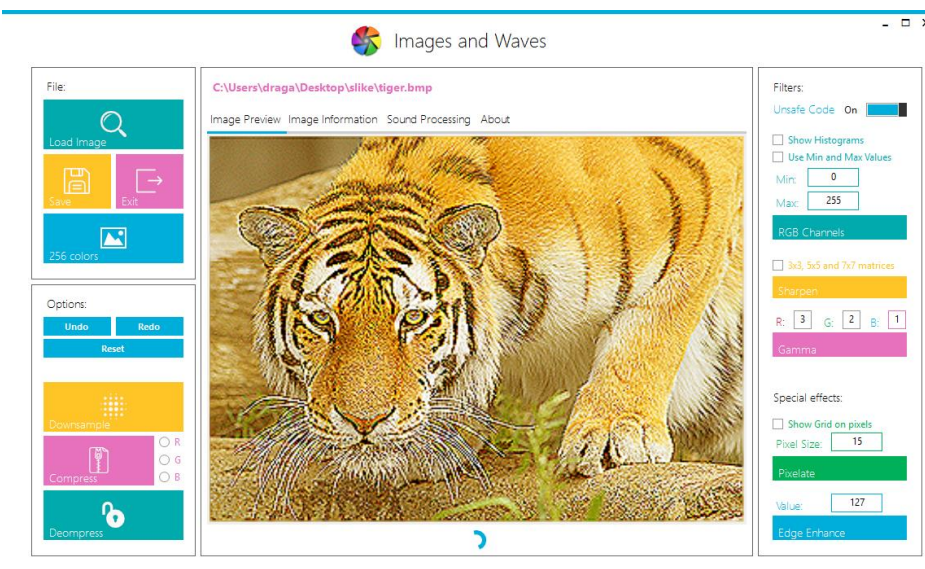 Images and Waves
File:
Load Image
Save
Exit
256 colors
Options:
Undo
Redo
Reset
Downsample
Compress
R
G
B
Deompress
C:\Users\draga\Desktop\slike\tiger.bmp
Image Preview Image Information Sound Processing About
Filters:
Unsafe Code On
Show Histograms
Use Min and Max Values
Min: 0
Max: 255
RGB Channels
3x3, 5x5 and 7x7 matrices
Sharpen
R: 3 G: 2 B: 1
Gamma
Special effects:
Show Grid on pixels
Pixel Size: 15
Pixelate
Value: 127
Edge Enhance